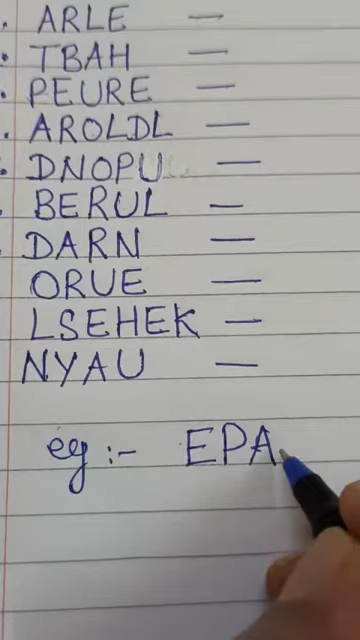 . ARLE —
. TBAH —
. PEURE —
. AROLDL —
. DNOPU —
. BERUL —
DARN —
ORUE —
LSEHEK —
NYAU —
eg :- EPA